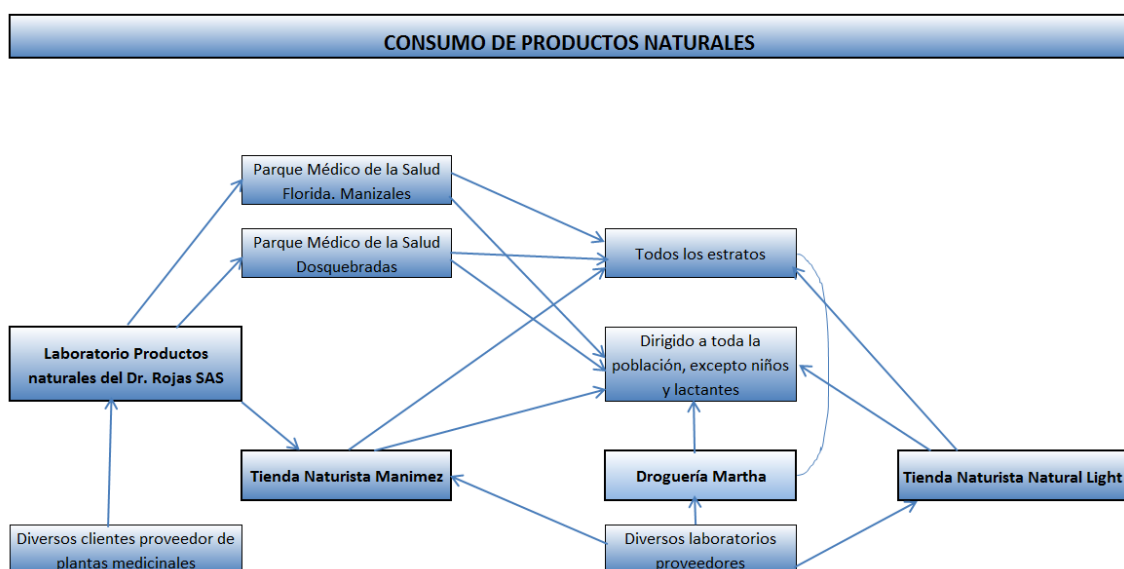 CONSUMO DE PRODUCTOS NATURALES
Parque Médico de la Salud
Florida. Manizales
Parque Médico de la Salud
Dosquebradas
Todos los estratos
Laboratorio Productos
naturales del Dr. Rojas SAS
Dirigido a toda la
población, excepto niños
y lactantes
Tienda Naturista Manimez
Droguería Martha
Tienda Naturista Natural Light
Diversos clientes proveedor de
plantas medicinales
Diversos laboratorios
proveedores